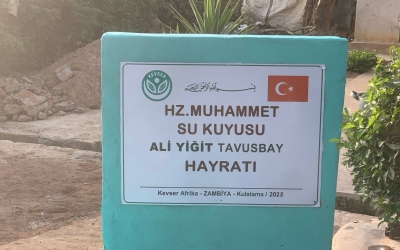 KEVSER
بسم الله الرحمن الرحيم
HZ.MUHAMMET
SU KUYUSU
ALİ YİĞİT TAVUSBAY
HAYRATI
Kevser Afrika - ZAMBİYA - Kulalama / 2025